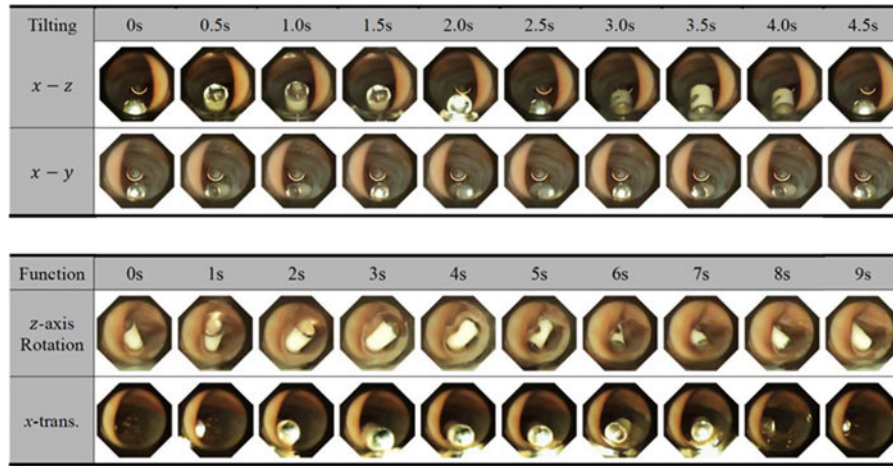 Tilting 0s 0.5s 1.0s 1.5s 2.0s 2.5s 3.0s 3.5s 4.0s 4.5s
x − z
x − y
Function 0s 1s 2s 3s 4s 5s 6s 7s 8s 9s
z-axis
Rotation
x-trans.